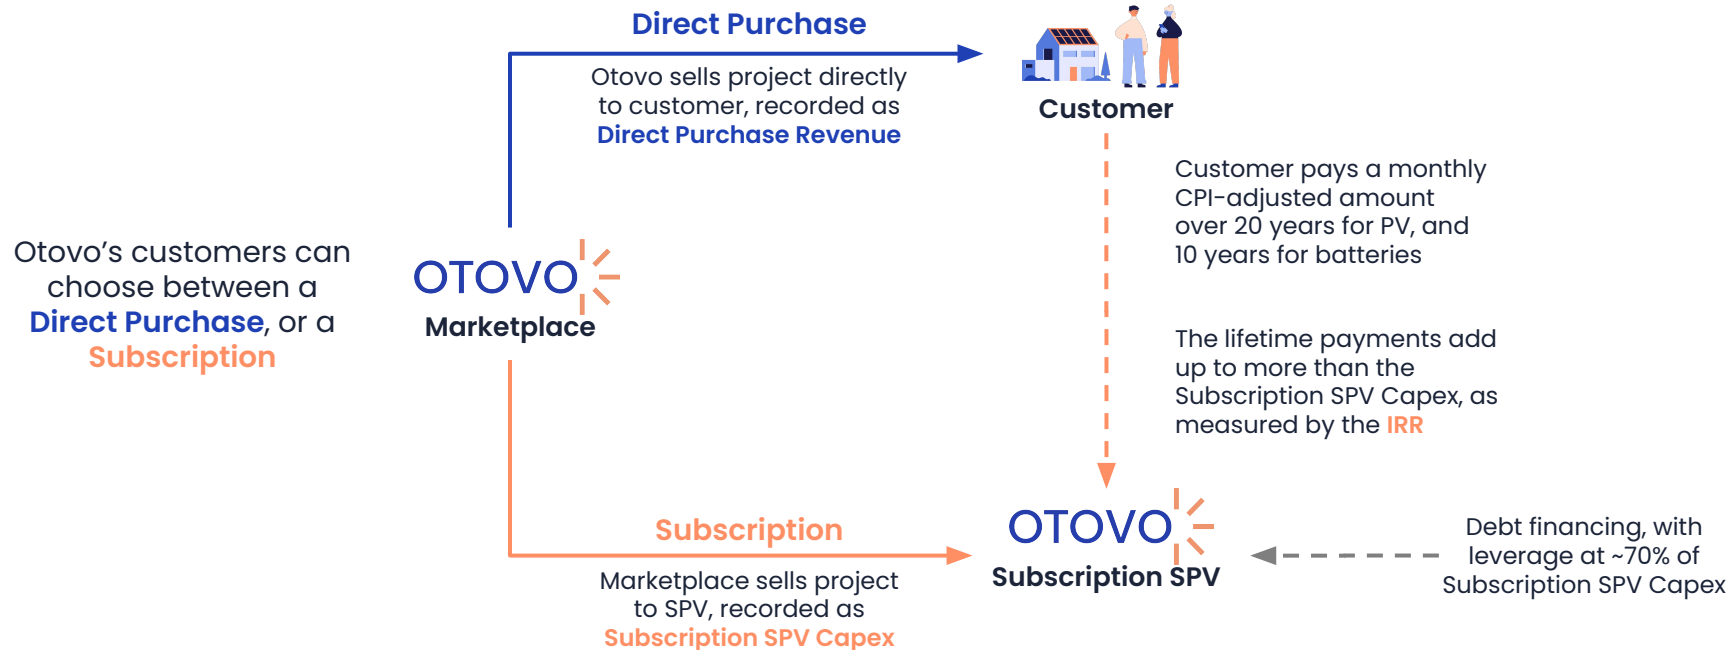 Direct Purchase
Otovo sells project directly
to customer, recorded as
Direct Purchase Revenue
Customer
Customer pays a monthly
CPI-adjusted amount
over 20 years for PV, and
10 years for batteries
Otovo’s customers can
choose between a
Direct Purchase, or a
Subscription
OTOVO
Marketplace
The lifetime payments add
up to more than the
Subscription SPV Capex, as
measured by the IRR
Subscription
Marketplace sells project
to SPV, recorded as
Subscription SPV Capex
OTOVO
Subscription SPV
Debt financing, with
leverage at ~70% of
Subscription SPV Capex